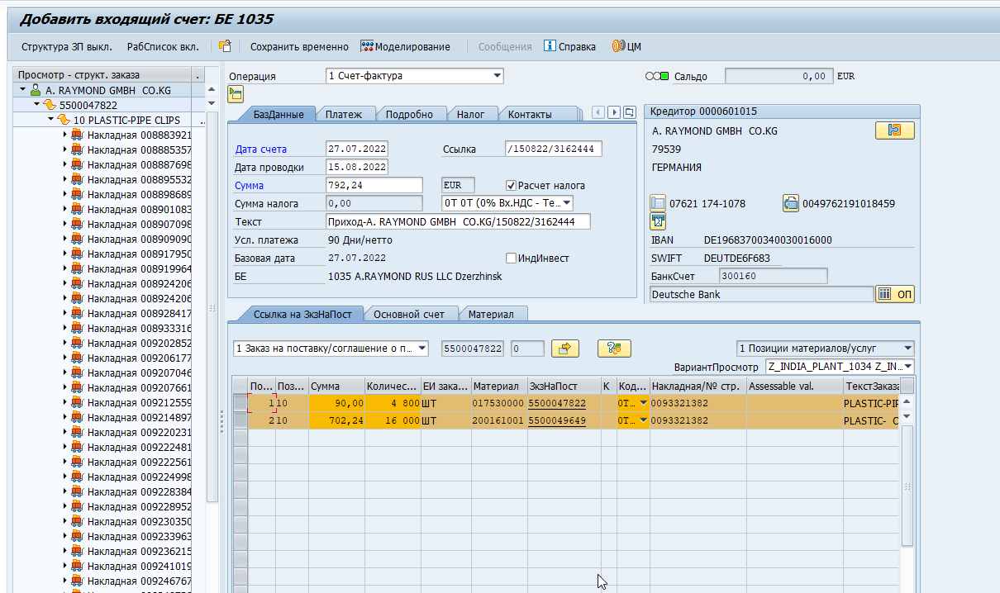 Добавить входящий счет: БЕ 1035
Структура ЗП выкл. РабСписок вкл. Сохранить временно Моделирование Сообщения Справка ЦМ
Просмотр - структ. заказа .
A. RAYMOND GMBH CO.KG
5500047822
10 PLASTIC-PIPE CLIPS ..
Накладная 008883921
Накладная 008885357
Накладная 008887698
Накладная 008895532
Накладная 008898689
Накладная 008901083
Накладная 008907098
Накладная 008909090
Накладная 008917950
Накладная 008919964
Накладная 008924206
Накладная 008924206
Накладная 008928417
Накладная 008933316
Накладная 009202852
Накладная 009206177
Накладная 009207046
Накладная 009207661
Накладная 009212559
Накладная 009214897
Накладная 009220231
Накладная 009222481
Накладная 009222561
Накладная 009224998
Накладная 009228384
Накладная 009228952
Накладная 009230350
Накладная 009233963
Накладная 009236215
Накладная 009241019
Накладная 009246767
Операция 1 Счет-фактура Сальдо 0,00 EUR
БазДанные Платеж Подробно Налог Контакты
Дата счета 27.07.2022 Ссылка /150822/3162444
Дата проводки 15.08.2022
Сумма 792,24 EUR Расчет налога
Сумма налога 0,00 0T 0T (0% Вх.НДС - Те...
Текст Приход-A. RAYMOND GMBH CO.KG/150822/3162444
Усл. платежа 90 Дни/нетто
Базовая дата 27.07.2022 ИндИнвест
БЕ 1035 A.RAYMOND RUS LLC Dzerzhinsk
Кредитор 0000601015
A. RAYMOND GMBH CO.KG
79539
ГЕРМАНИЯ
07621 174-1078 0049762191018459
IBAN DE19683700340030016000
SWIFT DEUTDE6F683
БанкСчет 300160
Deutsche Bank ОП
Ссылка на ЗкзНаПост Основной счет Материал
1 Заказ на поставку/соглашение о п... 5500047822 0 1 Позиции материалов/услуг
ВариантПросмотр Z_INDIA_PLANT_1034 Z_IN...
По... Поз... Сумма Количес... ЕИ зака... Материал ЗкзНаПост К Код... Накладная/№ стр. Assessable val. ТекстЗаказа
1 10 90,00 4 800 ШТ 017530000 5500047822 0T... 0093321382 PLASTIC-PIP
2 10 702,24 16 000 ШТ 200161001 5500049649 0T... 0093321382 PLASTIC- C